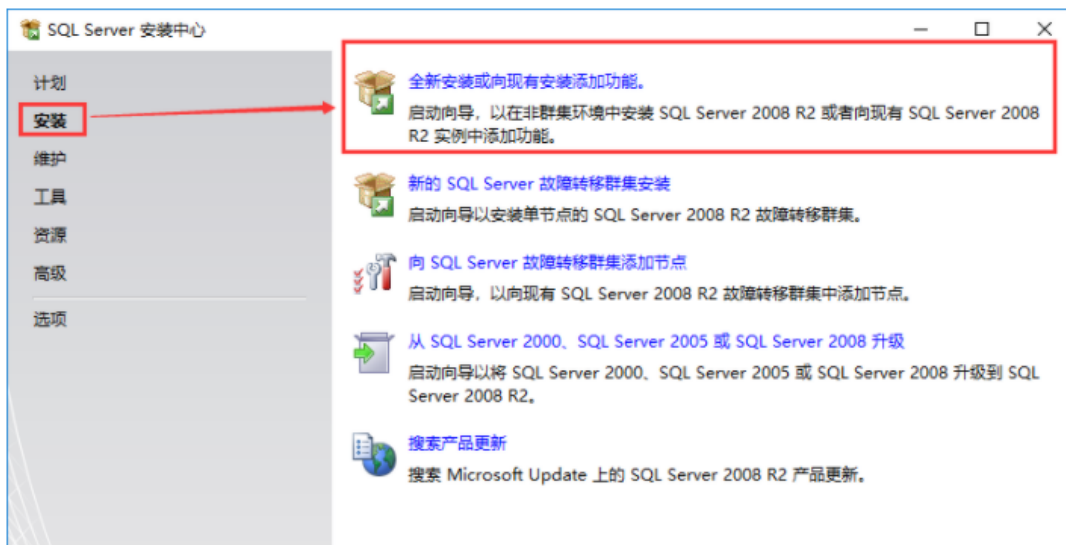 SQL Server 安装中心
计划
安装
维护
工具
资源
高级
选项
全新安装或向现有安装添加功能。
启动向导，以在非群集环境中安装 SQL Server 2008 R2 或者向现有 SQL Server 2008
R2 实例中添加功能。
新的 SQL Server 故障转移群集安装
启动向导以安装单节点的 SQL Server 2008 R2 故障转移群集。
向 SQL Server 故障转移群集添加节点
启动向导，以向现有 SQL Server 2008 R2 故障转移群集中添加节点。
从 SQL Server 2000、SQL Server 2005 或 SQL Server 2008 升级
启动向导以将 SQL Server 2000、SQL Server 2005 或 SQL Server 2008 升级到 SQL
Server 2008 R2。
搜索产品更新
搜索 Microsoft Update 上的 SQL Server 2008 R2 产品更新。